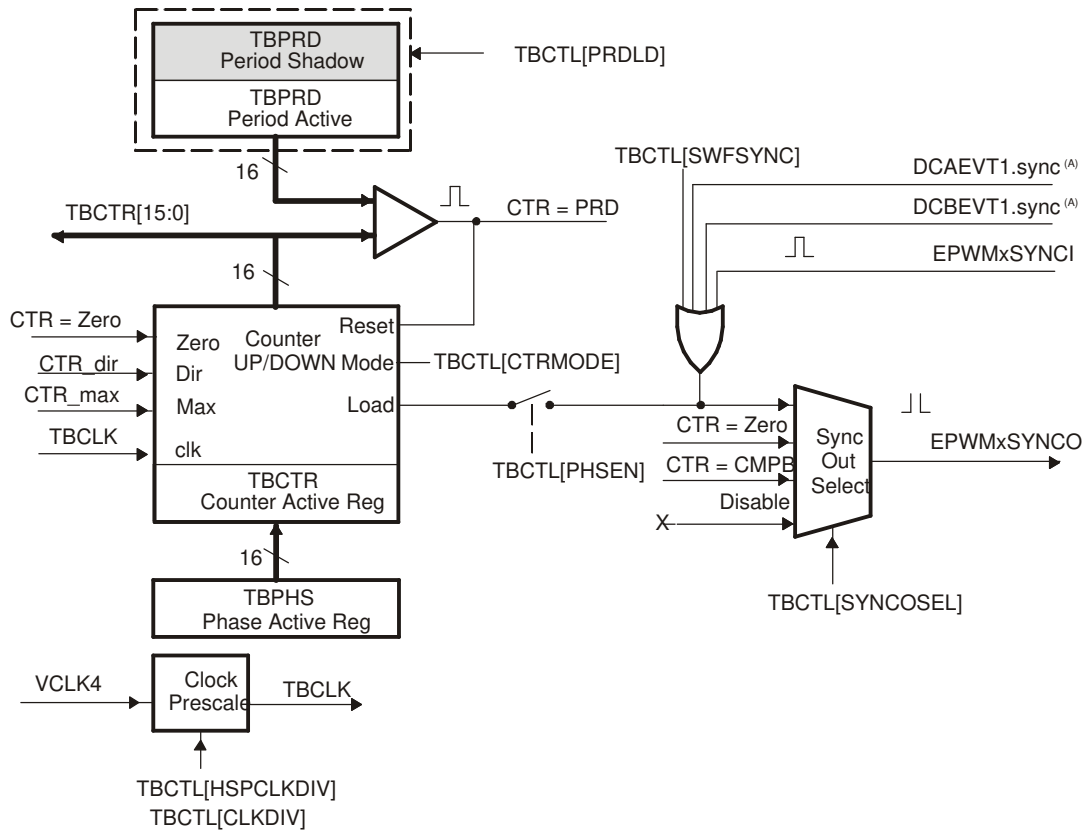 TBPRD
Period Shadow
TBPRD
Period Active
TBCTL[PRDLD]
16
TBCTR[15:0]
CTR = PRD
16
TBCTL[SWFSYNC]
DCAEVT1.sync (A)
DCBEVT1.sync (A)
EPWMxSYNCI
CTR = Zero
CTR_dir
CTR_max
TBCLK
Zero
Dir
Max
clk
Counter
UP/DOWN
Reset
Mode
Load
TBCTR
Counter Active Reg
TBCTL[CTRMODE]
TBCTL[PHSEN]
CTR = Zero
CTR = CMPB
Disable
X
Sync
Out
Select
EPWMxSYNCO
TBCTL[SYNCOSEL]
16
TBPHS
Phase Active Reg
VCLK4
Clock
Prescale
TBCLK
TBCTL[HSPCLKDIV]
TBCTL[CLKDIV]